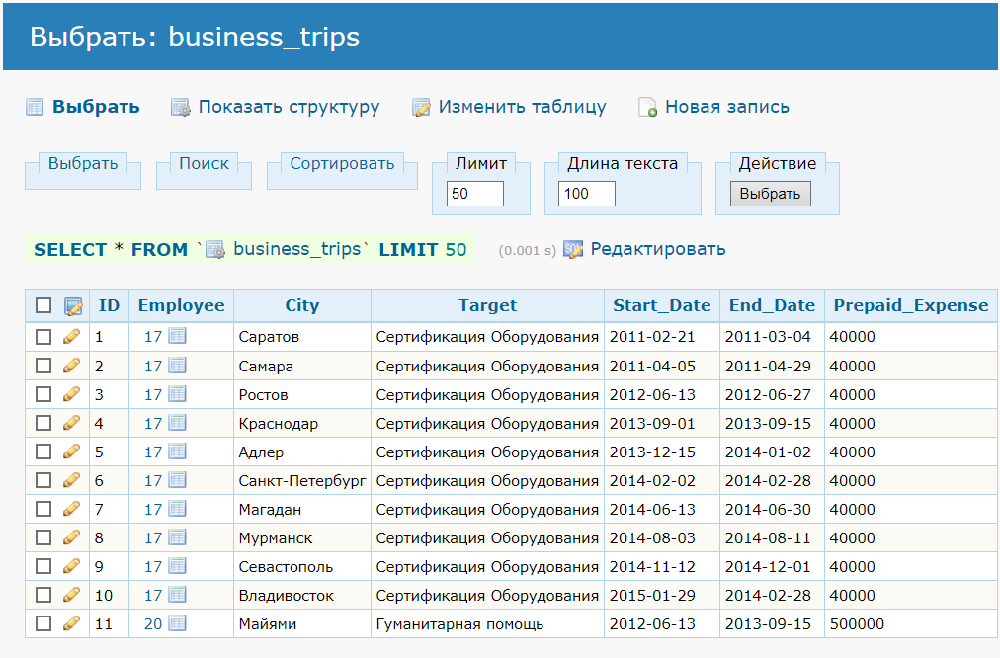 Выбрать: business_trips
Выбрать Показать структуру Изменить таблицу Новая запись
Выбрать Поиск Сортировать Лимит Длина текста Действие
50 100 Выбрать
SELECT * FROM `business_trips` LIMIT 50 (0.001 s) SQL Редактировать
ID Employee City Target Start_Date End_Date Prepaid_Expense
1 17 Саратов Сертификация Оборудования 2011-02-21 2011-03-04 40000
2 17 Самара Сертификация Оборудования 2011-04-05 2011-04-29 40000
3 17 Ростов Сертификация Оборудования 2012-06-13 2012-06-27 40000
4 17 Краснодар Сертификация Оборудования 2013-09-01 2013-09-15 40000
5 17 Адлер Сертификация Оборудования 2013-12-15 2014-01-02 40000
6 17 Санкт-Петербург Сертификация Оборудования 2014-02-02 2014-02-28 40000
7 17 Магадан Сертификация Оборудования 2014-06-13 2014-06-30 40000
8 17 Мурманск Сертификация Оборудования 2014-08-03 2014-08-11 40000
9 17 Севастополь Сертификация Оборудования 2014-11-12 2014-12-01 40000
10 17 Владивосток Сертификация Оборудования 2015-01-29 2014-02-28 40000
11 20 Майями Гуманитарная помощь 2012-06-13 2013-09-15 500000